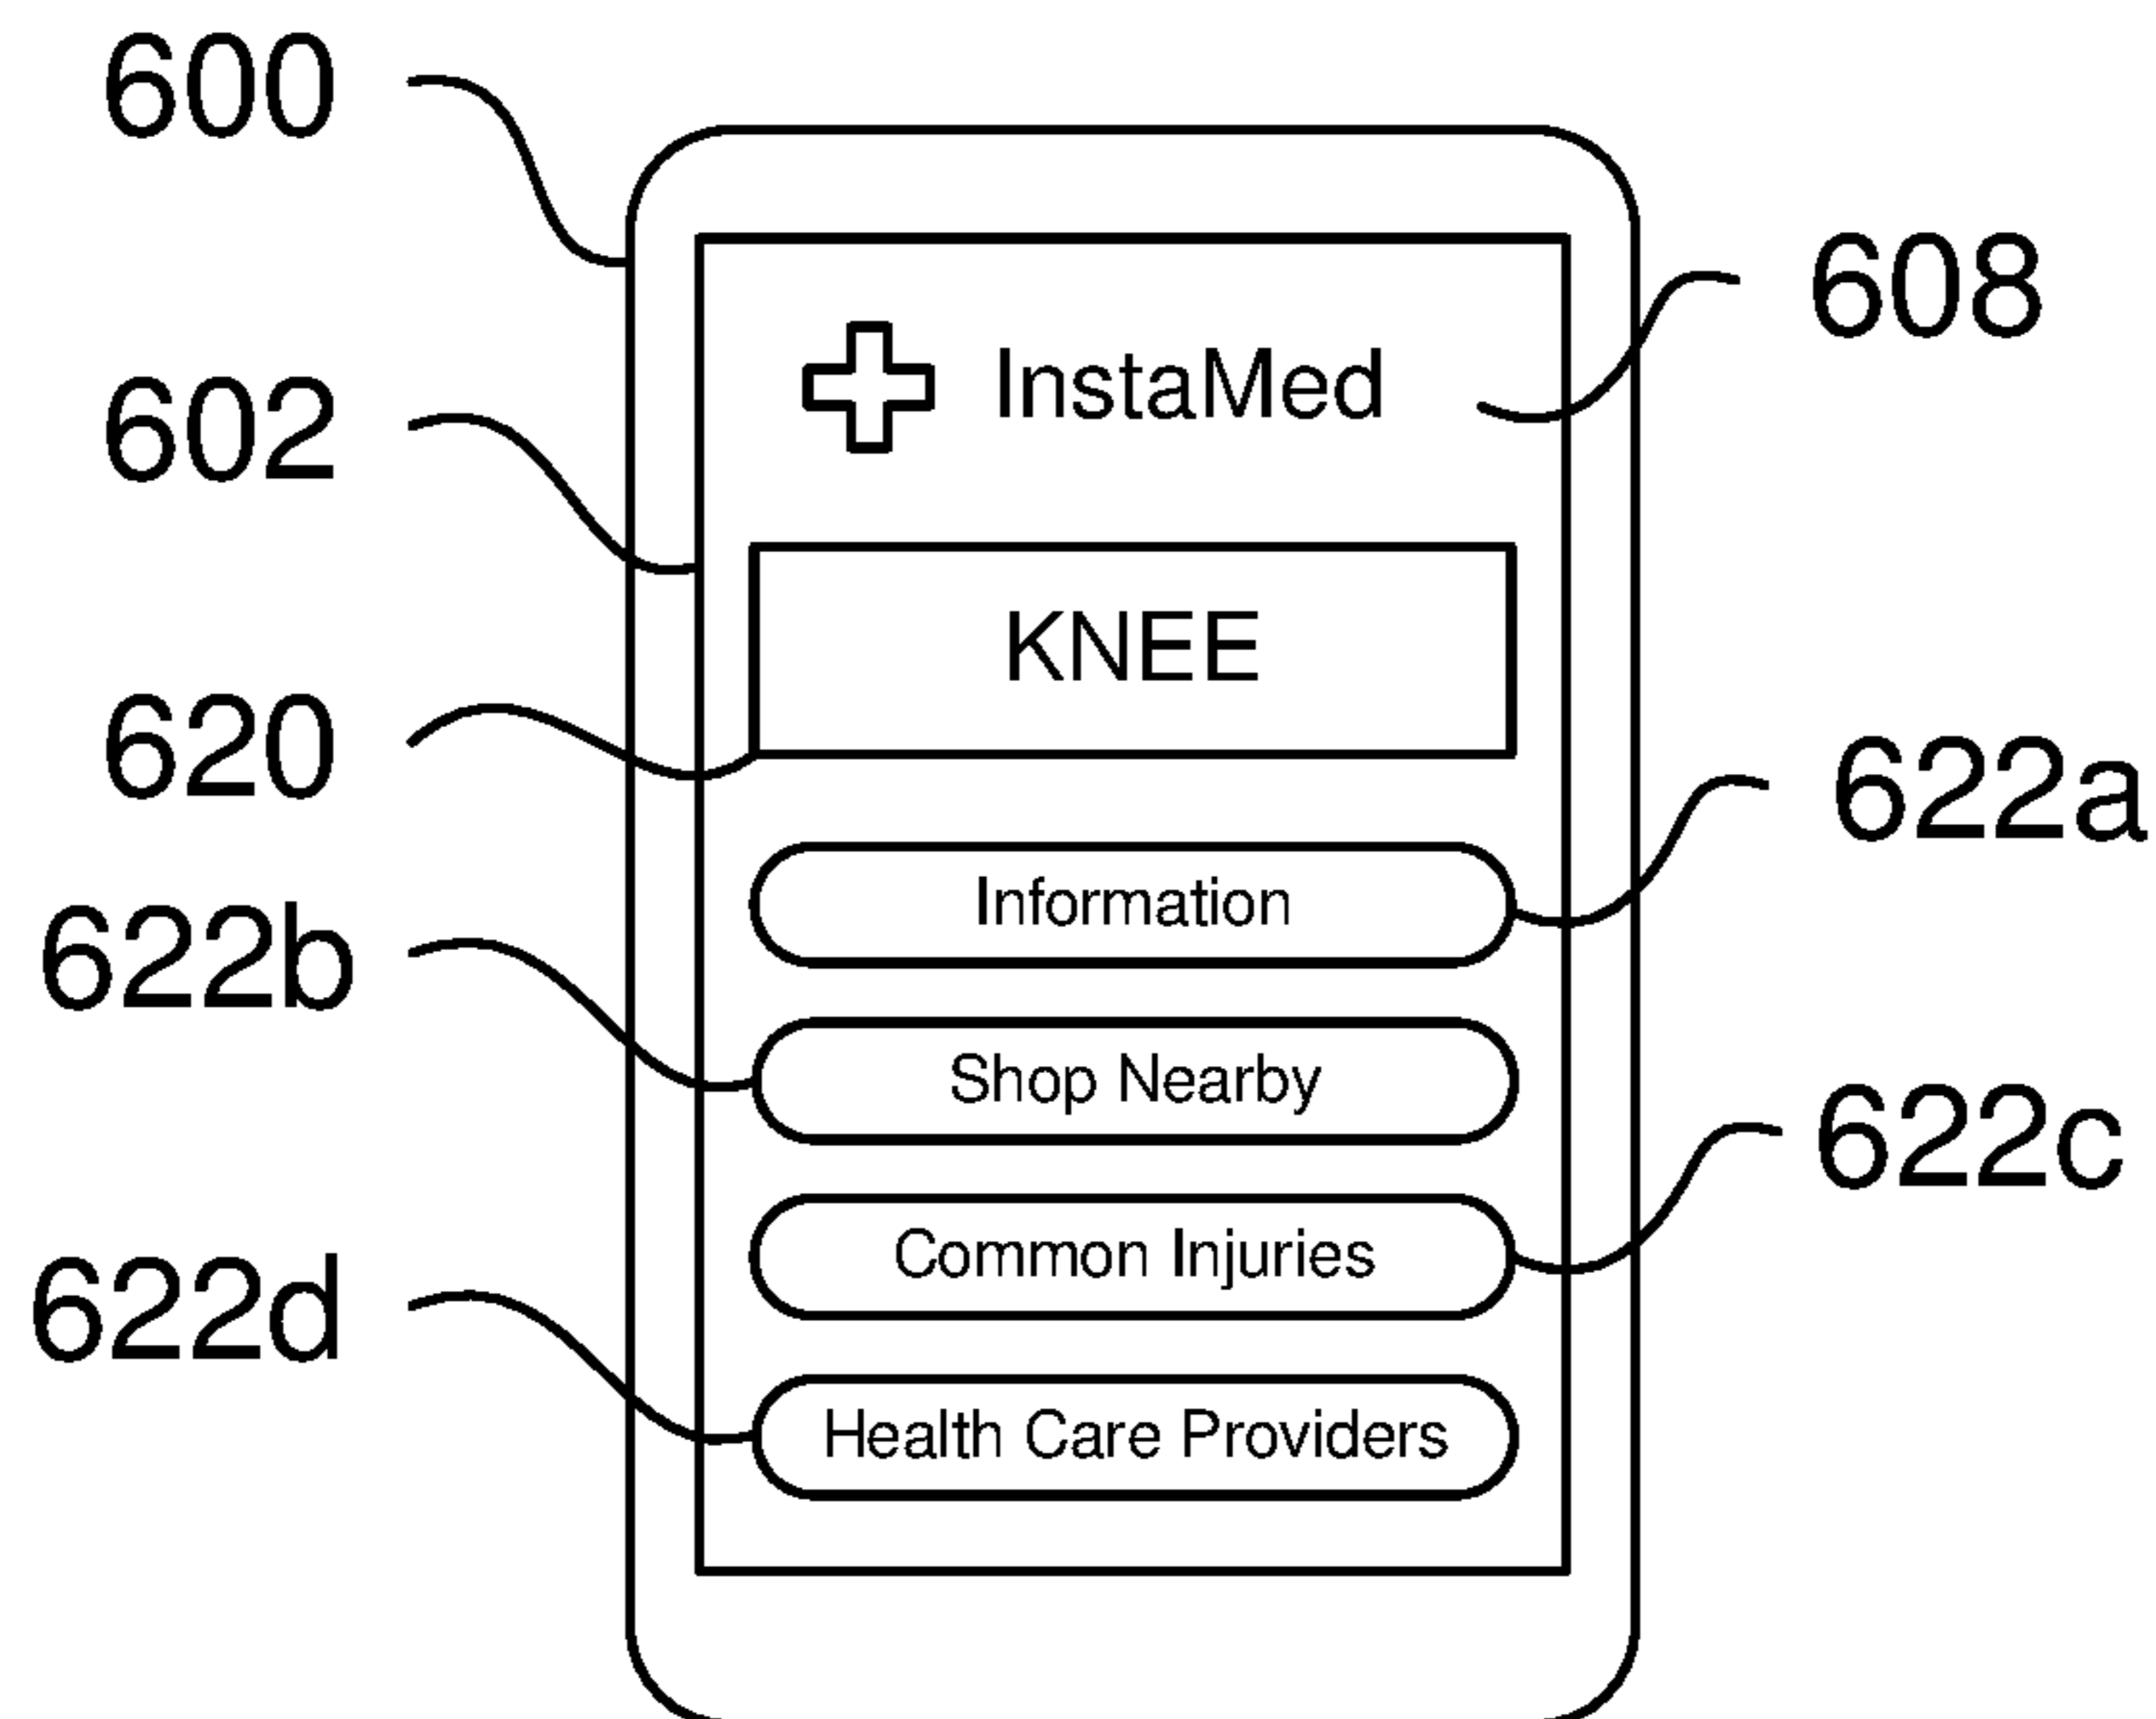 600
608
InstaMed
602
KNEE
620
622a
Information
622b
Shop Nearby
622c
Common Injuries
622d
Health Care Providers